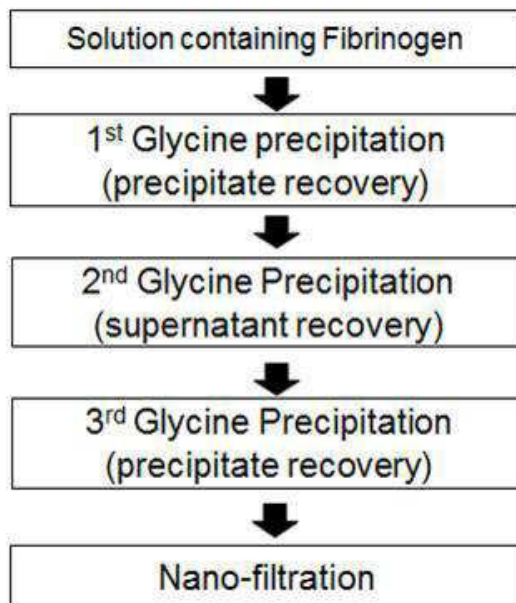 Solution containing Fibrinogen
1st Glycine precipitation
(precipitate recovery)
2nd Glycine Precipitation
(supernatant recovery)
3rd Glycine Precipitation
(precipitate recovery)
Nano-filtration